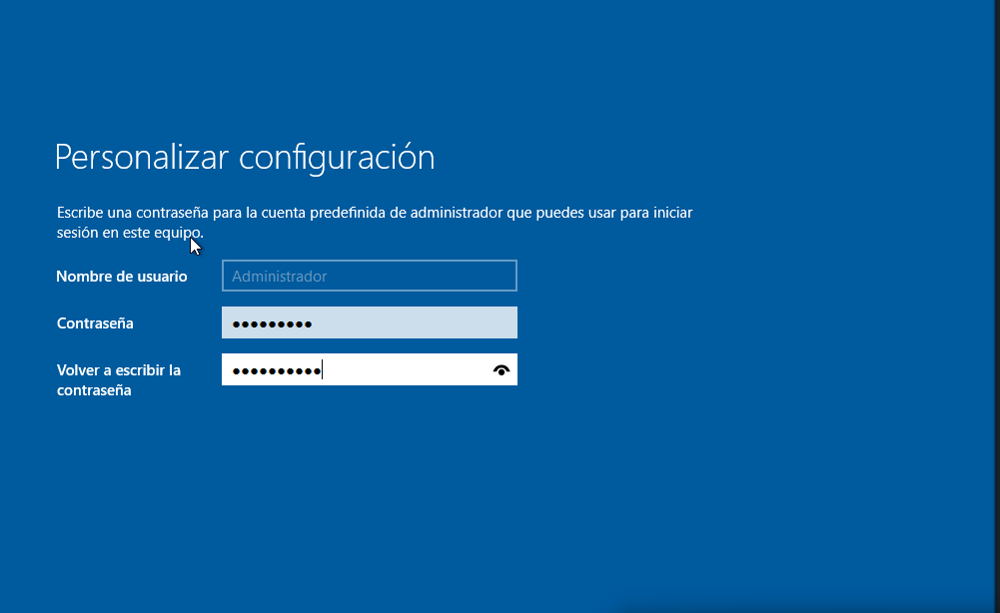 Personalizar configuración
Escribe una contraseña para la cuenta predefinida de administrador que puedes usar para iniciar
sesión en este equipo.
Nombre de usuario
Administrador
Contraseña
●●●●●●●●●
Volver a escribir la
contraseña
●●●●●●●●●●